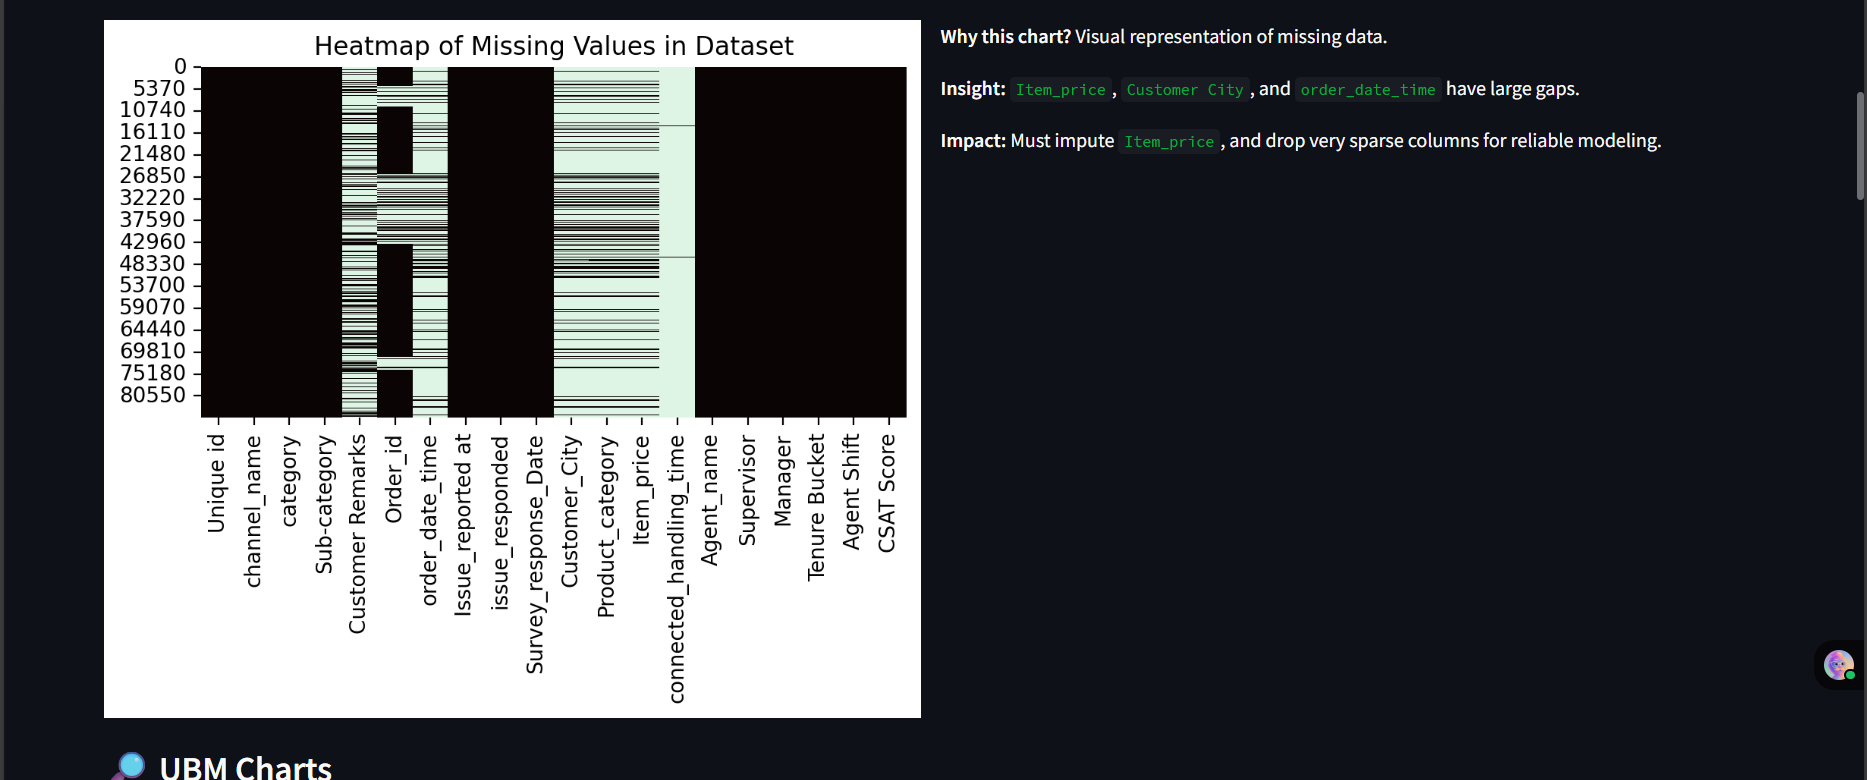 Heatmap of Missing Values in Dataset
0
5370
10740
16110
21480
26850
32220
37590
42960
48330
53700
59070
64440
69810
75180
80550
Unique id
channel_name
category
Sub-category
Customer Remarks
Order_id
order_date_time
Issue_reported at
issue_responded
Survey_response_Date
Customer_City
Product_category
Item_price
connected_handling_time
Agent_name
Supervisor
Manager
Tenure Bucket
Agent Shift
CSAT Score
Why this chart? Visual representation of missing data.
Insight: Item_price, Customer City, and order_date_time have large gaps.
Impact: Must impute Item_price, and drop very sparse columns for reliable modeling.
UBM Charts